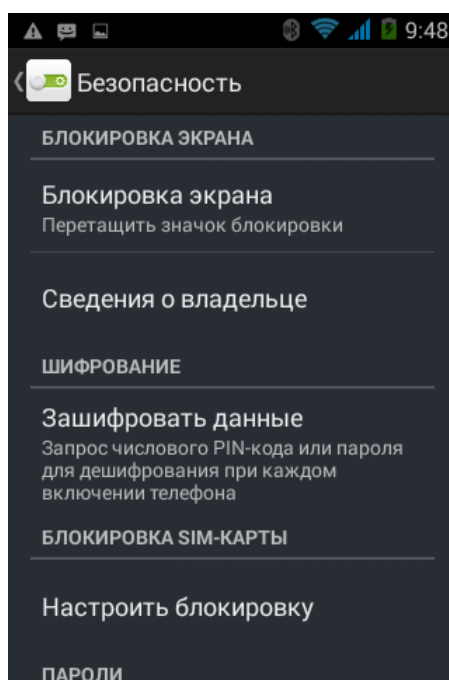 9:48
Безопасность
БЛОКИРОВКА ЭКРАНА
Блокировка экрана
Перетащить значок блокировки
Сведения о владельце
ШИФРОВАНИЕ
Зашифровать данные
Запрос числового PIN-кода или пароля
для дешифрования при каждом
включении телефона
БЛОКИРОВКА SIM-КАРТЫ
Настроить блокировку
ПАРОЛИ